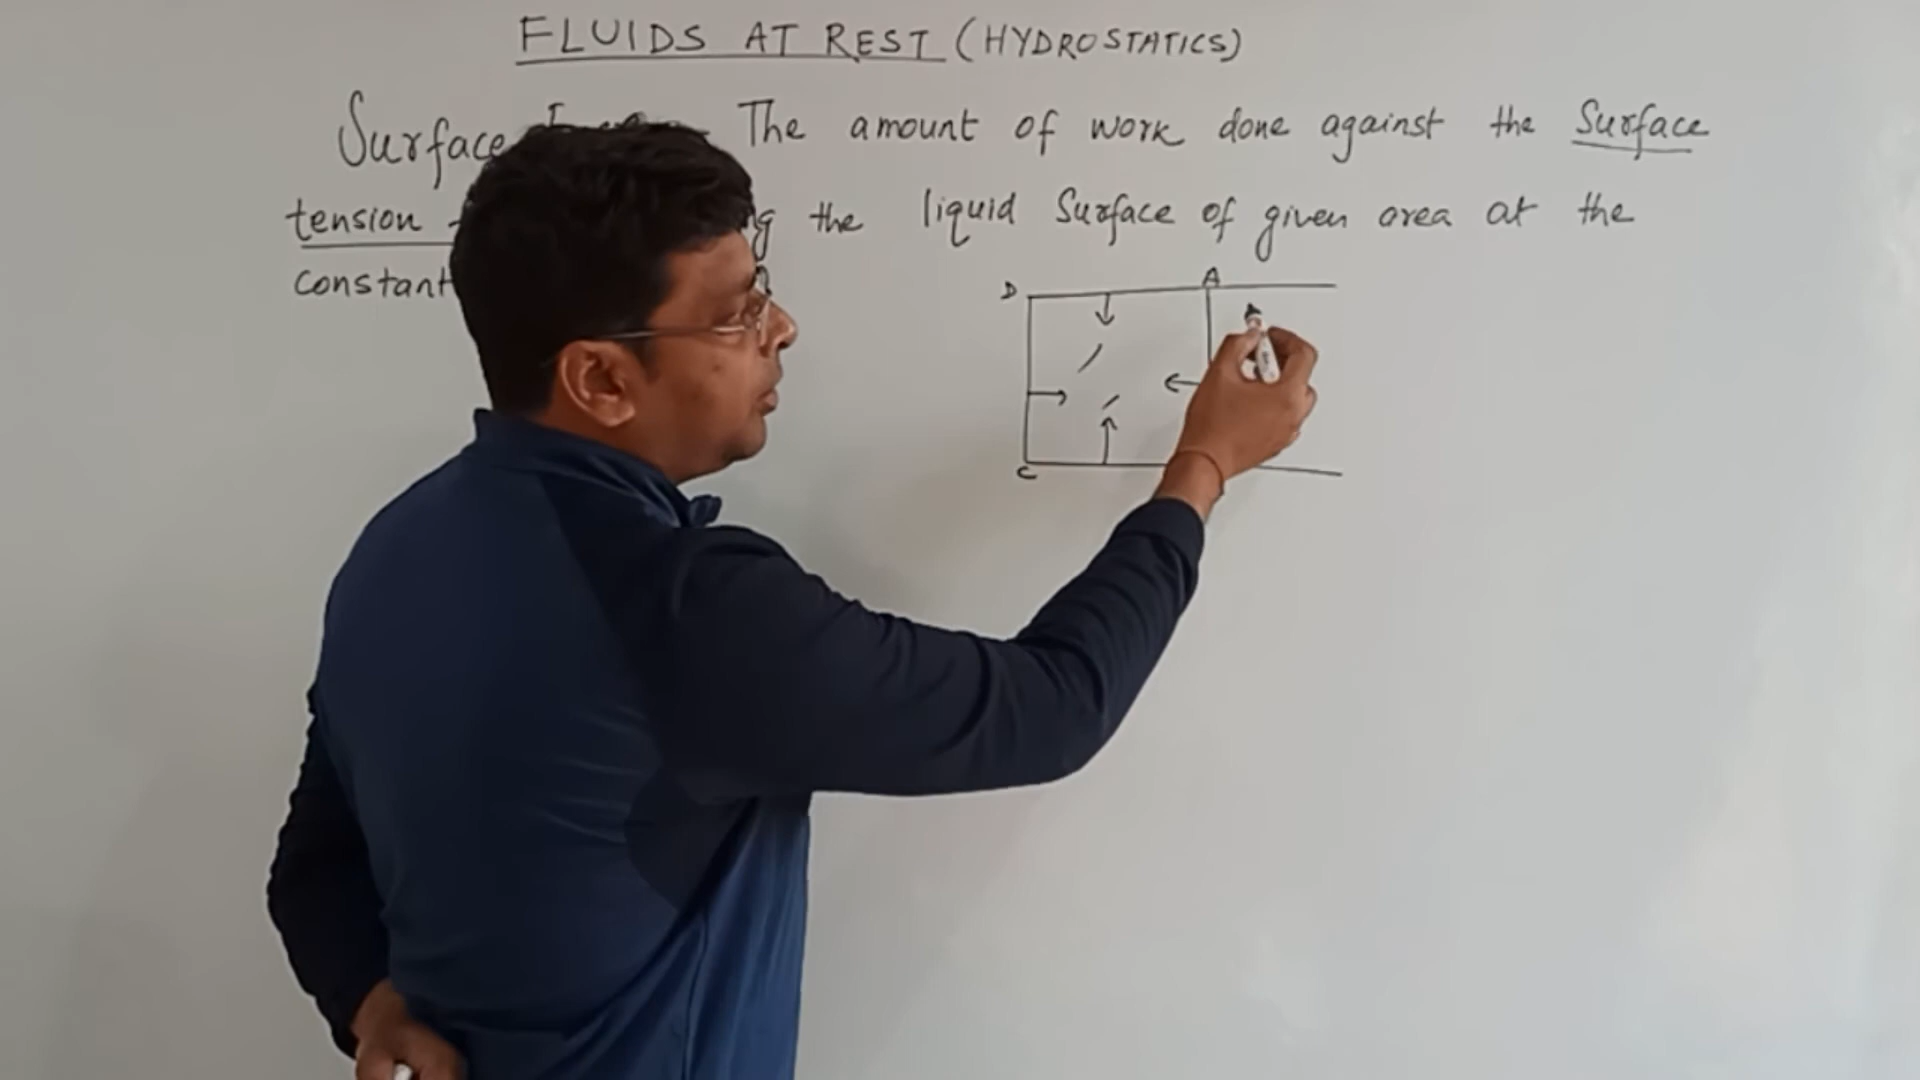 FLUIDS AT REST (HYDROSTATICS)
Surface The amount of work done against the Surface
tension the liquid Surface of given area at the
constant
D A
C